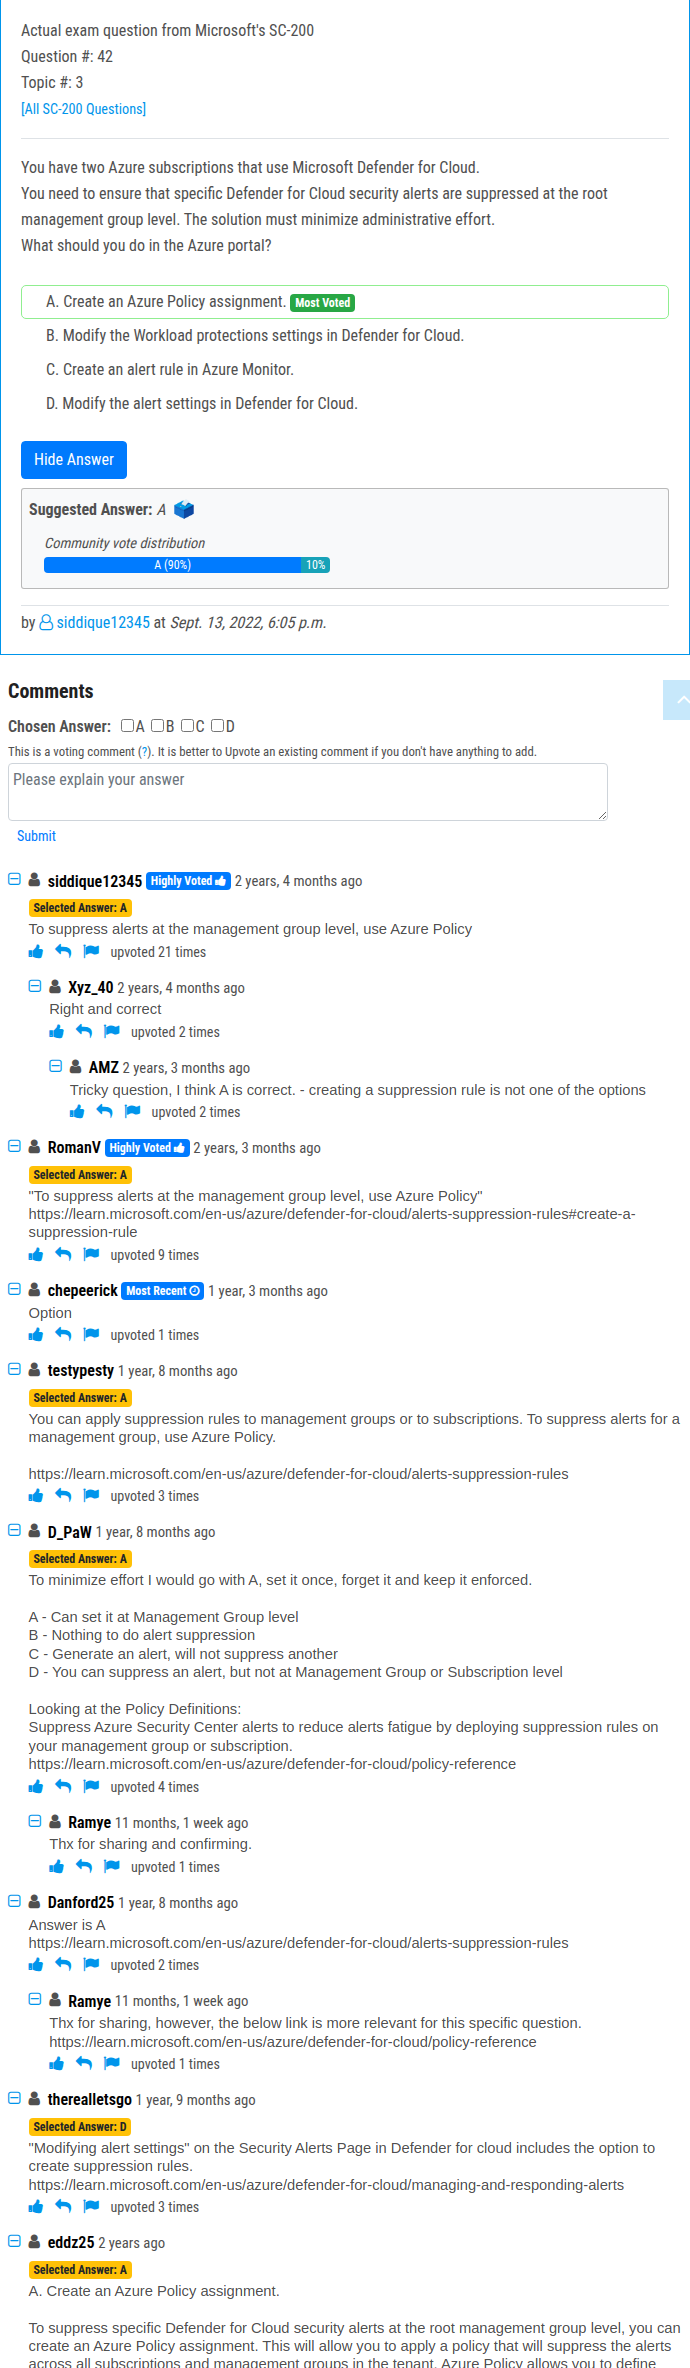 Actual exam question from Microsoft's SC-200
Question #: 42
Topic #: 3
[All SC-200 Questions]
You have two Azure subscriptions that use Microsoft Defender for Cloud.
You need to ensure that specific Defender for Cloud security alerts are suppressed at the root
management group level. The solution must minimize administrative effort.
What should you do in the Azure portal?
A. Create an Azure Policy assignment. Most Voted
B. Modify the Workload protections settings in Defender for Cloud.
C. Create an alert rule in Azure Monitor.
D. Modify the alert settings in Defender for Cloud.
Hide Answer
Suggested Answer: A
Community vote distribution
A (90%) 10%
by siddique12345 at Sept. 13, 2022, 6:05 p.m.
Comments
Chosen Answer: A B C D
This is a voting comment (?). It is better to Upvote an existing comment if you don't have anything to add.
Please explain your answer
Submit
siddique12345 Highly Voted 2 years, 4 months ago
Selected Answer: A
To suppress alerts at the management group level, use Azure Policy
upvoted 21 times
Xyz_40 2 years, 4 months ago
Right and correct
upvoted 2 times
AMZ 2 years, 3 months ago
Tricky question, I think A is correct. - creating a suppression rule is not one of the options
upvoted 2 times
RomanV Highly Voted 2 years, 3 months ago
Selected Answer: A
"To suppress alerts at the management group level, use Azure Policy"
https://learn.microsoft.com/en-us/azure/defender-for-cloud/alerts-suppression-rules#create-a-
suppression-rule
upvoted 9 times
chepeerick Most Recent 1 year, 3 months ago
Option
upvoted 1 times
testypesty 1 year, 8 months ago
Selected Answer: A
You can apply suppression rules to management groups or to subscriptions. To suppress alerts for a
management group, use Azure Policy.
https://learn.microsoft.com/en-us/azure/defender-for-cloud/alerts-suppression-rules
upvoted 3 times
D_PaW 1 year, 8 months ago
Selected Answer: A
To minimize effort I would go with A, set it once, forget it and keep it enforced.
A - Can set it at Management Group level
B - Nothing to do alert suppression
C - Generate an alert, will not suppress another
D - You can suppress an alert, but not at Management Group or Subscription level
Looking at the Policy Definitions:
Suppress Azure Security Center alerts to reduce alerts fatigue by deploying suppression rules on
your management group or subscription.
https://learn.microsoft.com/en-us/azure/defender-for-cloud/policy-reference
upvoted 4 times
Ramye 11 months, 1 week ago
Thx for sharing and confirming.
upvoted 1 times
Danford25 1 year, 8 months ago
Answer is A
https://learn.microsoft.com/en-us/azure/defender-for-cloud/alerts-suppression-rules
upvoted 2 times
Ramye 11 months, 1 week ago
Thx for sharing, however, the below link is more relevant for this specific question.
https://learn.microsoft.com/en-us/azure/defender-for-cloud/policy-reference
upvoted 1 times
therealletsgo 1 year, 9 months ago
Selected Answer: D
"Modifying alert settings" on the Security Alerts Page in Defender for cloud includes the option to
create suppression rules.
https://learn.microsoft.com/en-us/azure/defender-for-cloud/managing-and-responding-alerts
upvoted 3 times
eddz25 2 years ago
Selected Answer: A
A. Create an Azure Policy assignment.
To suppress specific Defender for Cloud security alerts at the root management group level, you can
create an Azure Policy assignment. This will allow you to apply a policy that will suppress the alerts
across all subscriptions and management groups in the tenant. Azure Policy allows you to define